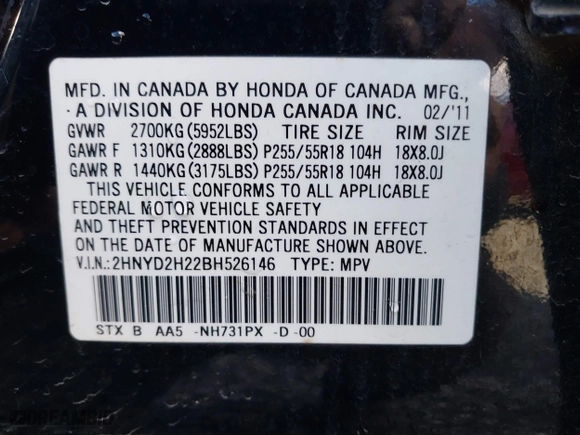 MFD. IN CANADA BY HONDA OF CANADA MFG.,
A DIVISION OF HONDA CANADA INC. 02/'11
GVWR 2700KG(5952LBS) TIRE SIZE RIM SIZE
GAWR F 1310KG(2888LBS) P255/55R18 104H 18X8.0J
GAWR R 1440KG(3175LBS) P255/55R18 104H 18X8.0J
THIS VEHICLE CONFORMS TO ALL APPLICABLE
FEDERAL MOTOR VEHICLE SAFETY
AND THEFT PREVENTION STANDARDS IN EFFECT
ON THE DATE OF MANUFACTURE SHOWN ABOVE.
V.I.N.:2HNYD2H22BH526146 TYPE: MPV
STX B AA5 -NH731PX -D -00